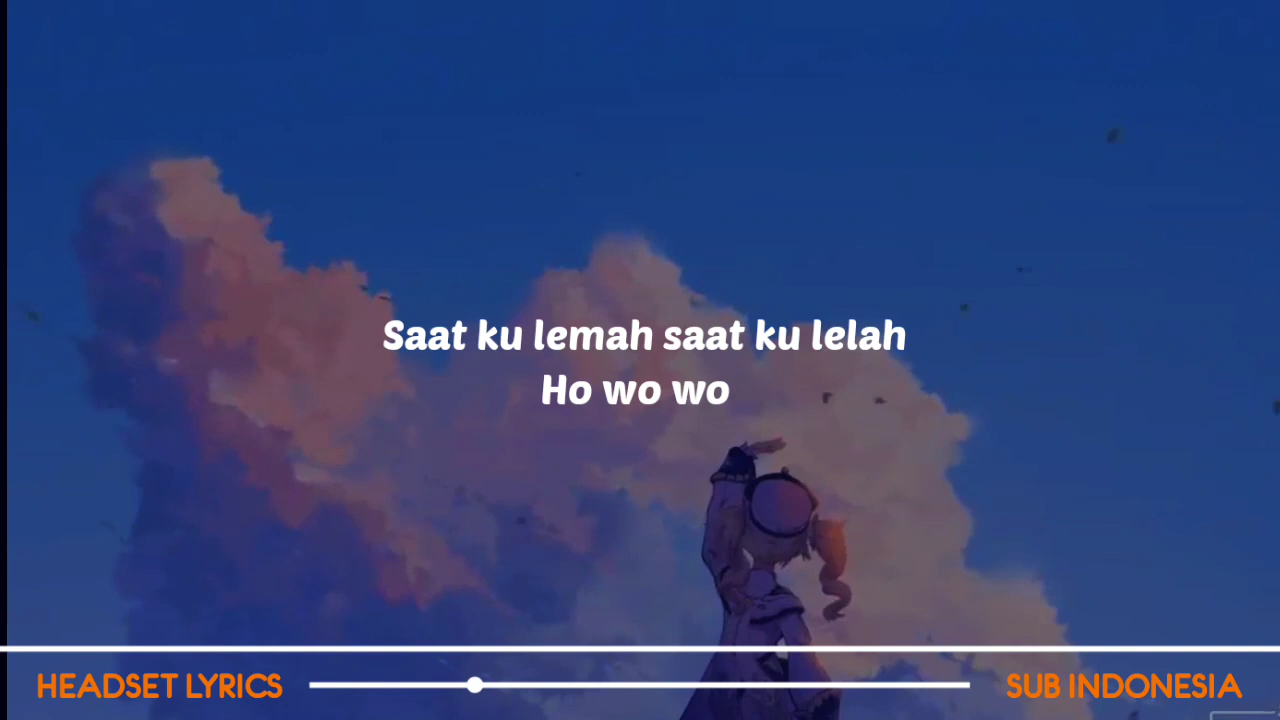 Saat ku lemah saat ku lelah
Ho wo wo
HEADSET LYRICS
SUB INDONESIA